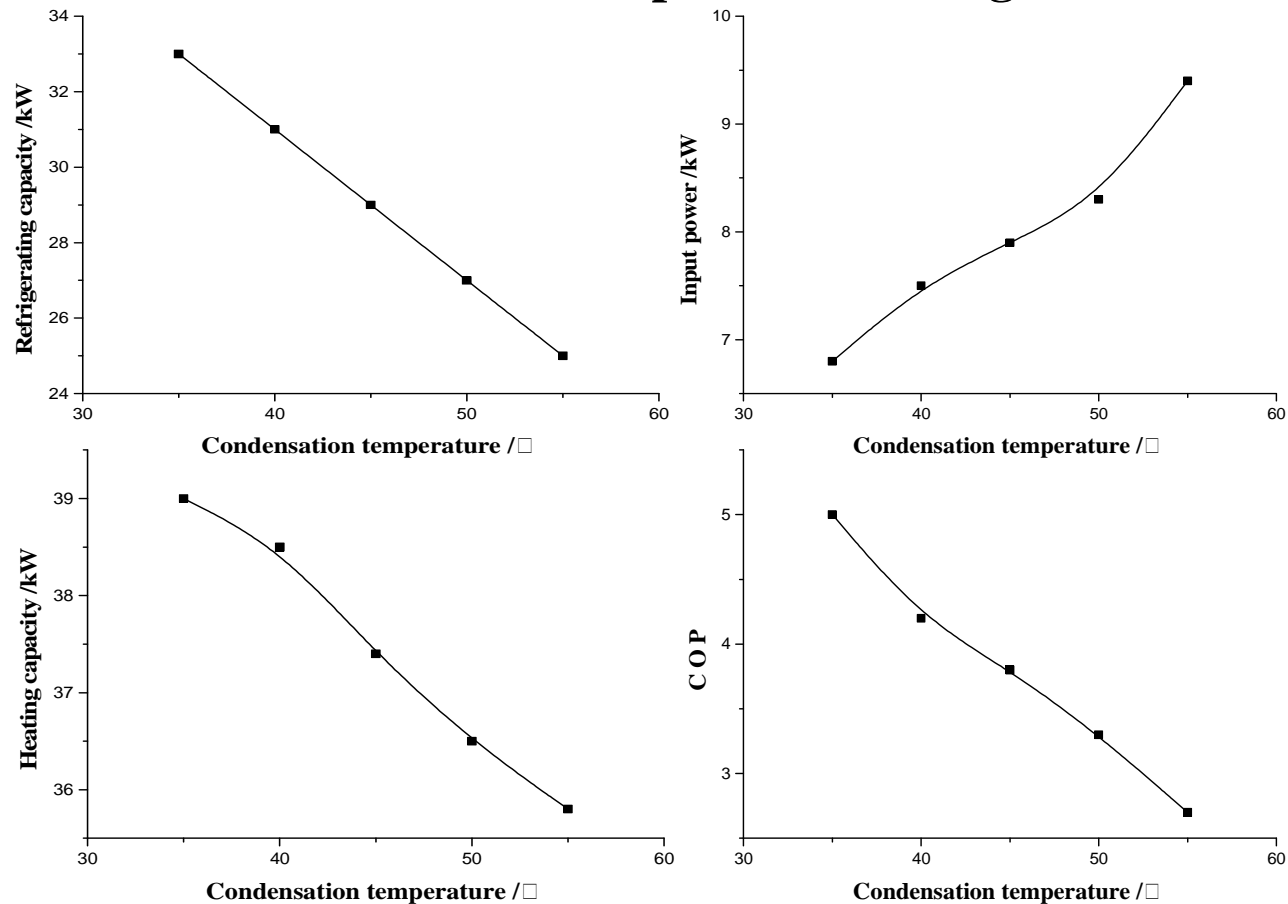 34
32
30
28
26
24
30 40 50 60
Refrigerating capacity /kW
Condensation temperature /□
10
9
8
7
30 40 50 60
Input power /kW
Condensation temperature /□
39
38
37
36
30 40 50 60
Heating capacity /kW
Condensation temperature /□
5
4
3
30 40 50 60
C O P
Condensation temperature /□